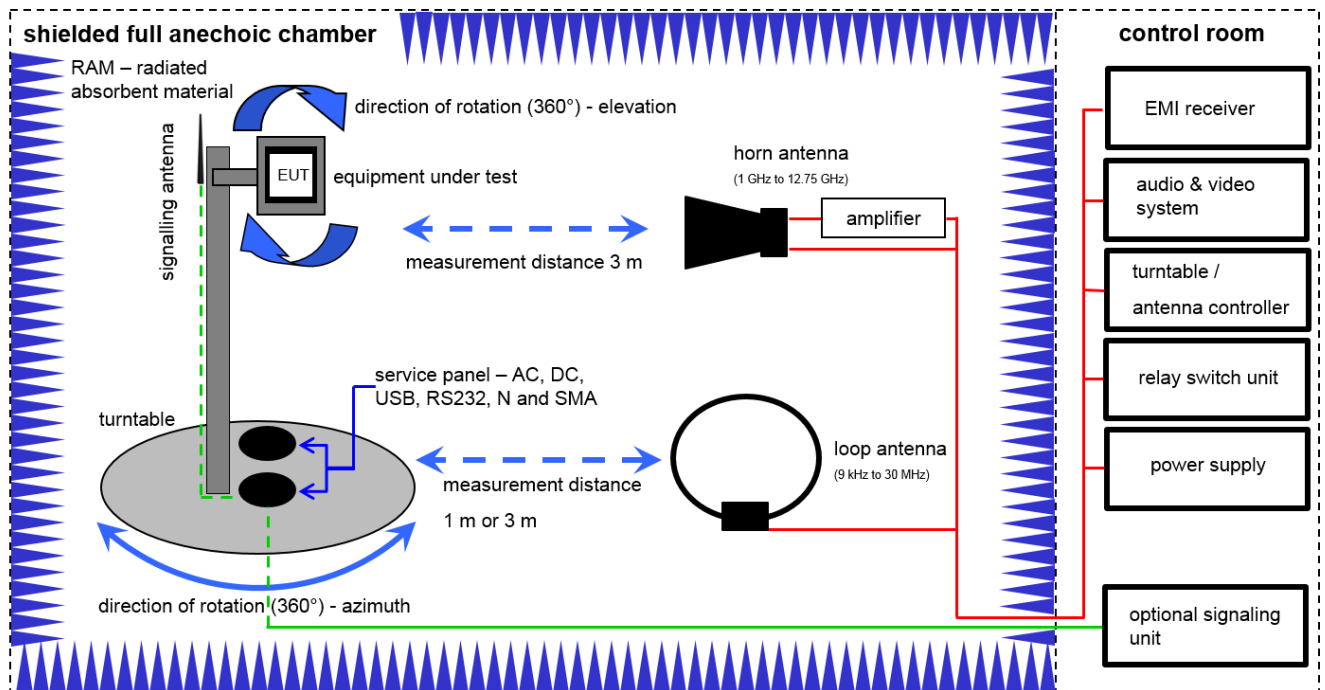 shielded full anechoic chamber
control room
RAM – radiated
absorbent material
direction of rotation (360°) - elevation
signalling antenna
EUT
equipment under test
horn antenna
(1 GHz to 12.75 GHz)
amplifier
measurement distance 3 m
service panel – AC, DC,
USB, RS232, N and SMA
turntable
loop antenna
(9 kHz to 30 MHz)
measurement distance
1 m or 3 m
direction of rotation (360°) - azimuth
EMI receiver
audio & video
system
turntable /
antenna controller
relay switch unit
power supply
optional signaling
unit